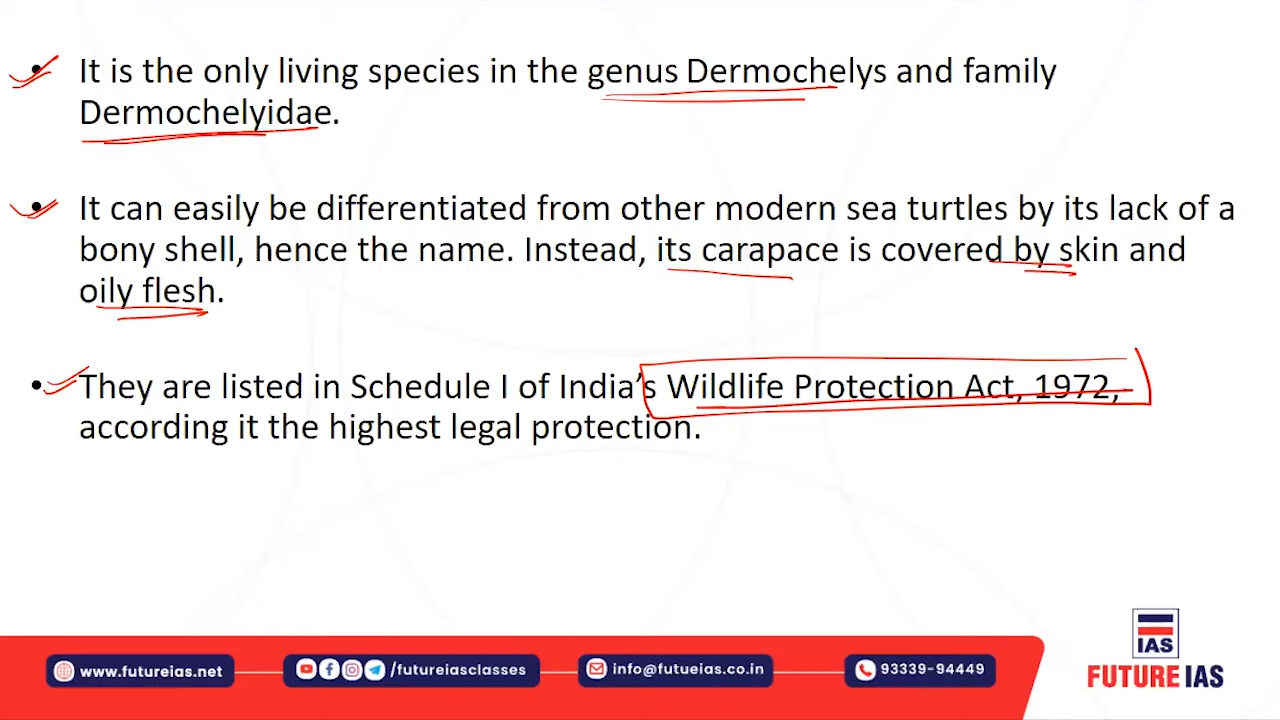 • It is the only living species in the genus Dermochelys and family
Dermochelyidae.
• It can easily be differentiated from other modern sea turtles by its lack of a
bony shell, hence the name. Instead, its carapace is covered by skin and
oily flesh.
• They are listed in Schedule I of India's Wildlife Protection Act, 1972,
according it the highest legal protection.
IAS
www.futureias.net
/futureiasclasses
info@futueias.co.in
93339-94449
FUTURE IAS